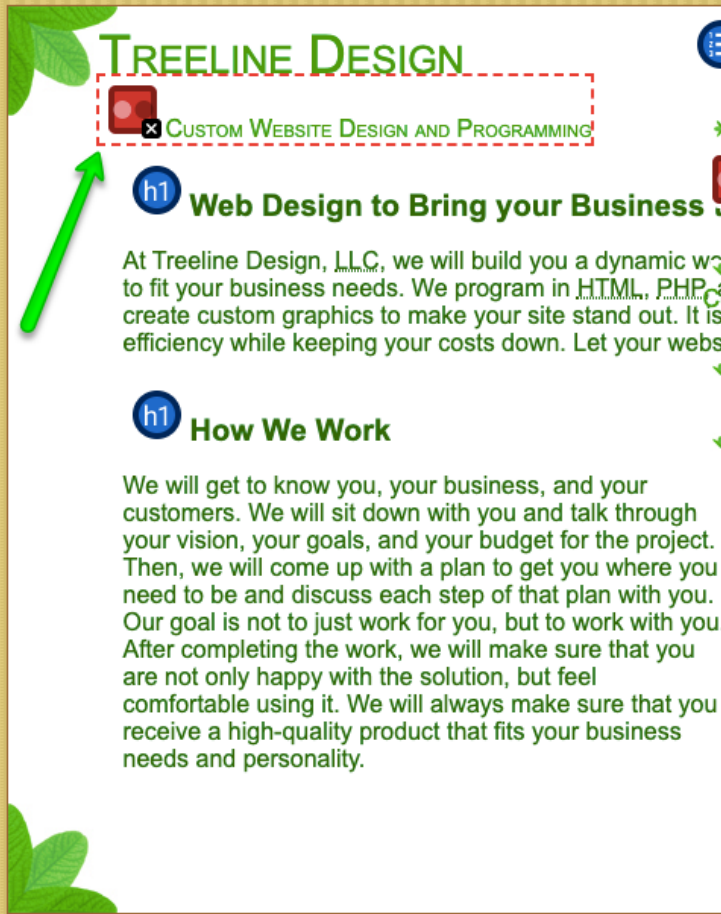 TREELINE DESIGN
CUSTOM WEBSITE DESIGN AND PROGRAMMING
h1
Web Design to Bring your Business
At Treeline Design, LLC, we will build you a dynamic
to fit your business needs. We program in HTML, PHP
create custom graphics to make your site stand out. It is
efficiency while keeping your costs down. Let your webs
h1
How We Work
We will get to know you, your business, and your
customers. We will sit down with you and talk through
your vision, your goals, and your budget for the project.
Then, we will come up with a plan to get you where you
need to be and discuss each step of that plan with you.
Our goal is not to just work for you, but to work with you
After completing the work, we will make sure that you
are not only happy with the solution, but feel
comfortable using it. We will always make sure that you
receive a high-quality product that fits your business
needs and personality.